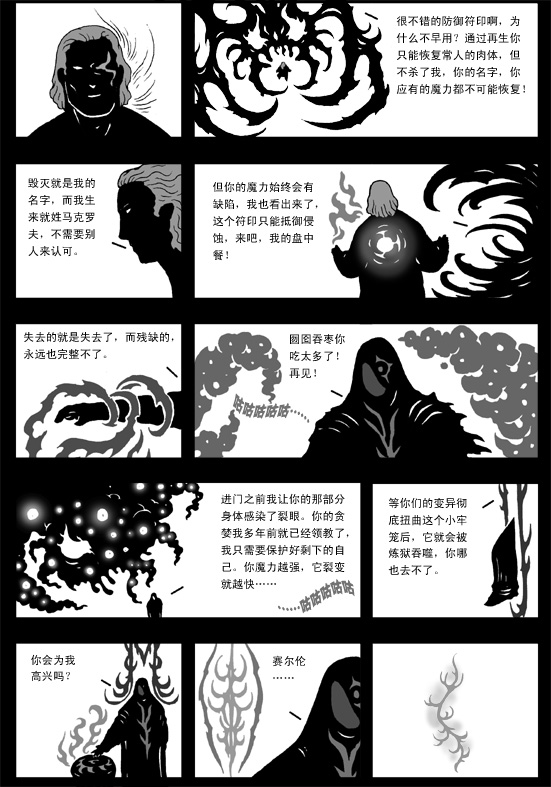 很不错的防御符印啊，为
什么不早用？通过再生你
只能恢复常人的肉体，但
不杀了我，你的名字，你
应有的魔力都不可能恢复！
毁灭就是我的
名字，而我生
来就姓马克罗
夫，不需要别
人来认可。
但你的魔力始终会有
缺陷，我也看出来了，
这个符印只能抵御侵
蚀，来吧，我的盘中
餐！
失去的就是失去了，而残缺的，
永远也完整不了。
圆囵吞枣你
吃太多了！
再见！
咕咕咕咕咕……
进门之前我让你的那部分
身体感染了裂眼。你的贪
婪我多年前就已经领教了，
我只需要保护好剩下的自
己。你魔力越强，它裂变
就越快……
……咕咕咕咕咕
等你们的变异彻
底扭曲这个小牢
笼后，它就会被
炼狱吞噬，你哪
也去不了。
你会为我
高兴吗？
赛尔伦
……